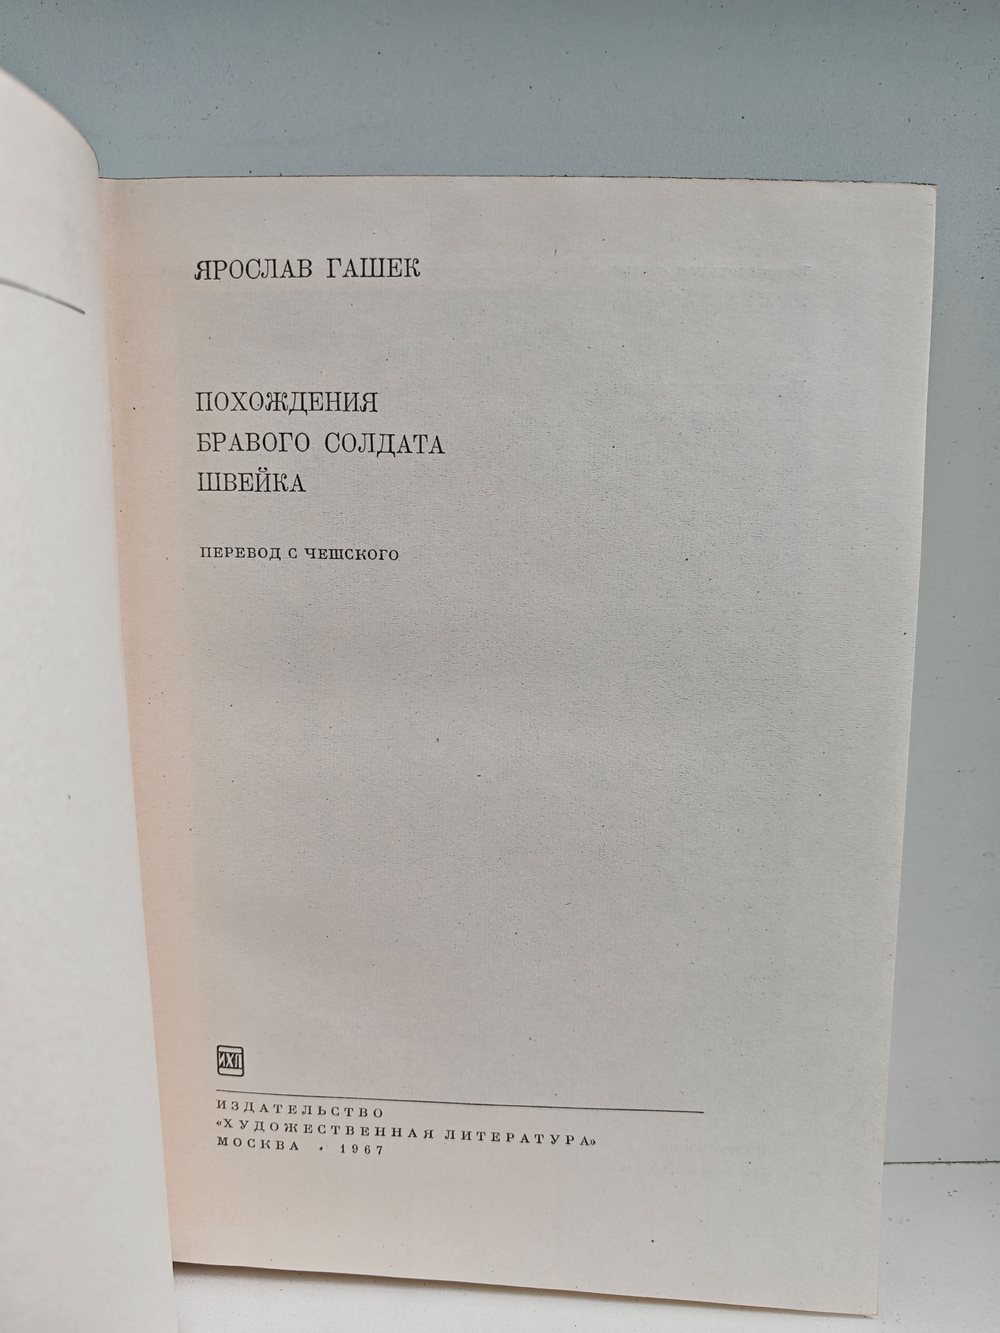 ЯРОСЛАВ ГАШЕК
ПОХОЖДЕНИЯ
БРАВОГО СОЛДАТА
ШВЕЙКА
ПЕРЕВОД С ЧЕШСКОГО
ИХЛ
ИЗДАТЕЛЬСТВО
«ХУДОЖЕСТВЕННАЯ ЛИТЕРАТУРА»
МОСКВА · 1967